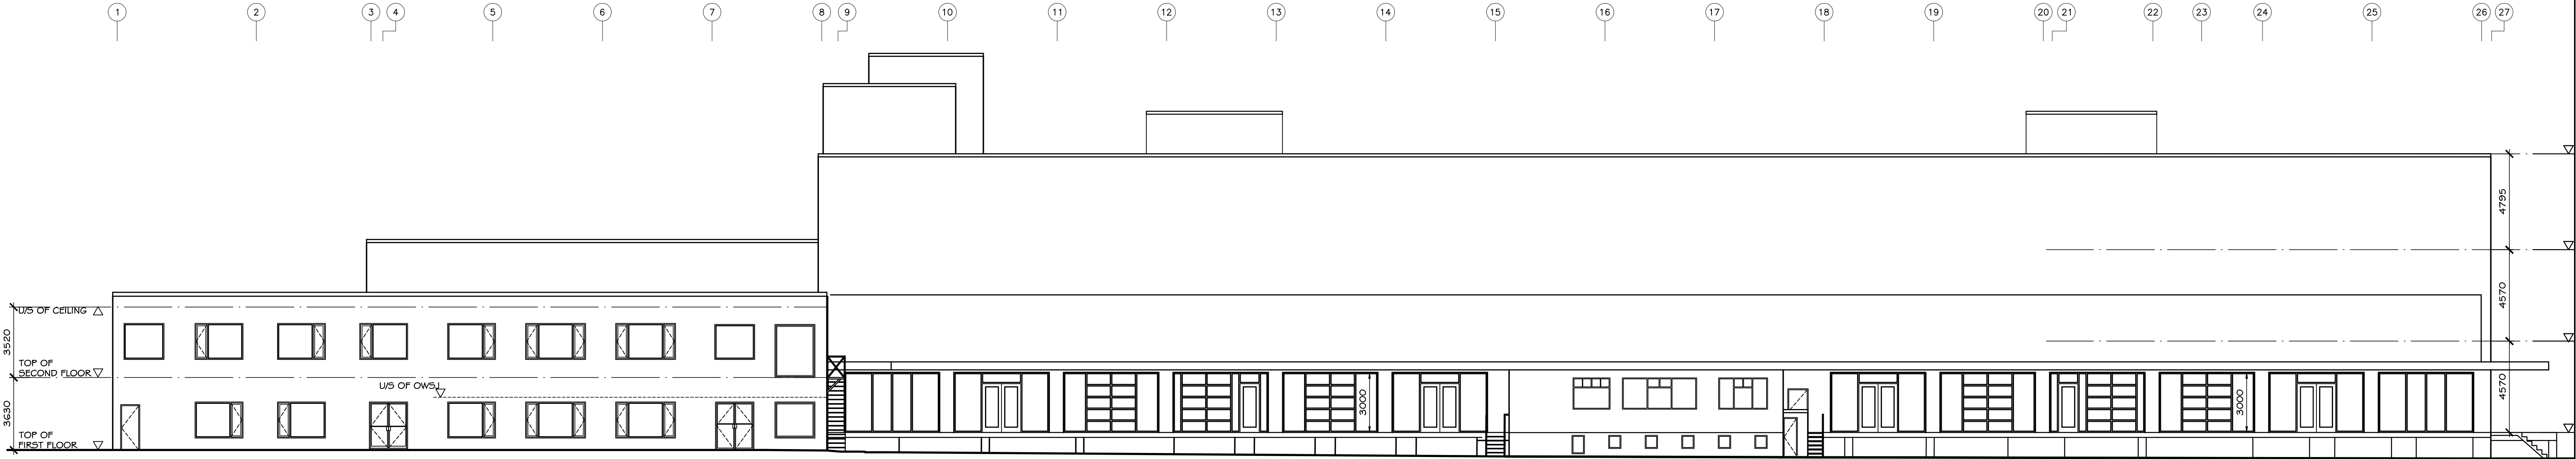 1 2 3 4 5 6 7 8 9 10 11 12 13 14 15 16 17 18 19 20 21 22 23 24 25 26 27
4795
4570
4570
U/S OF CEILING
3520
TOP OF
SECOND FLOOR
U/S OF OWSJ
3630
TOP OF
FIRST FLOOR
3000
3000